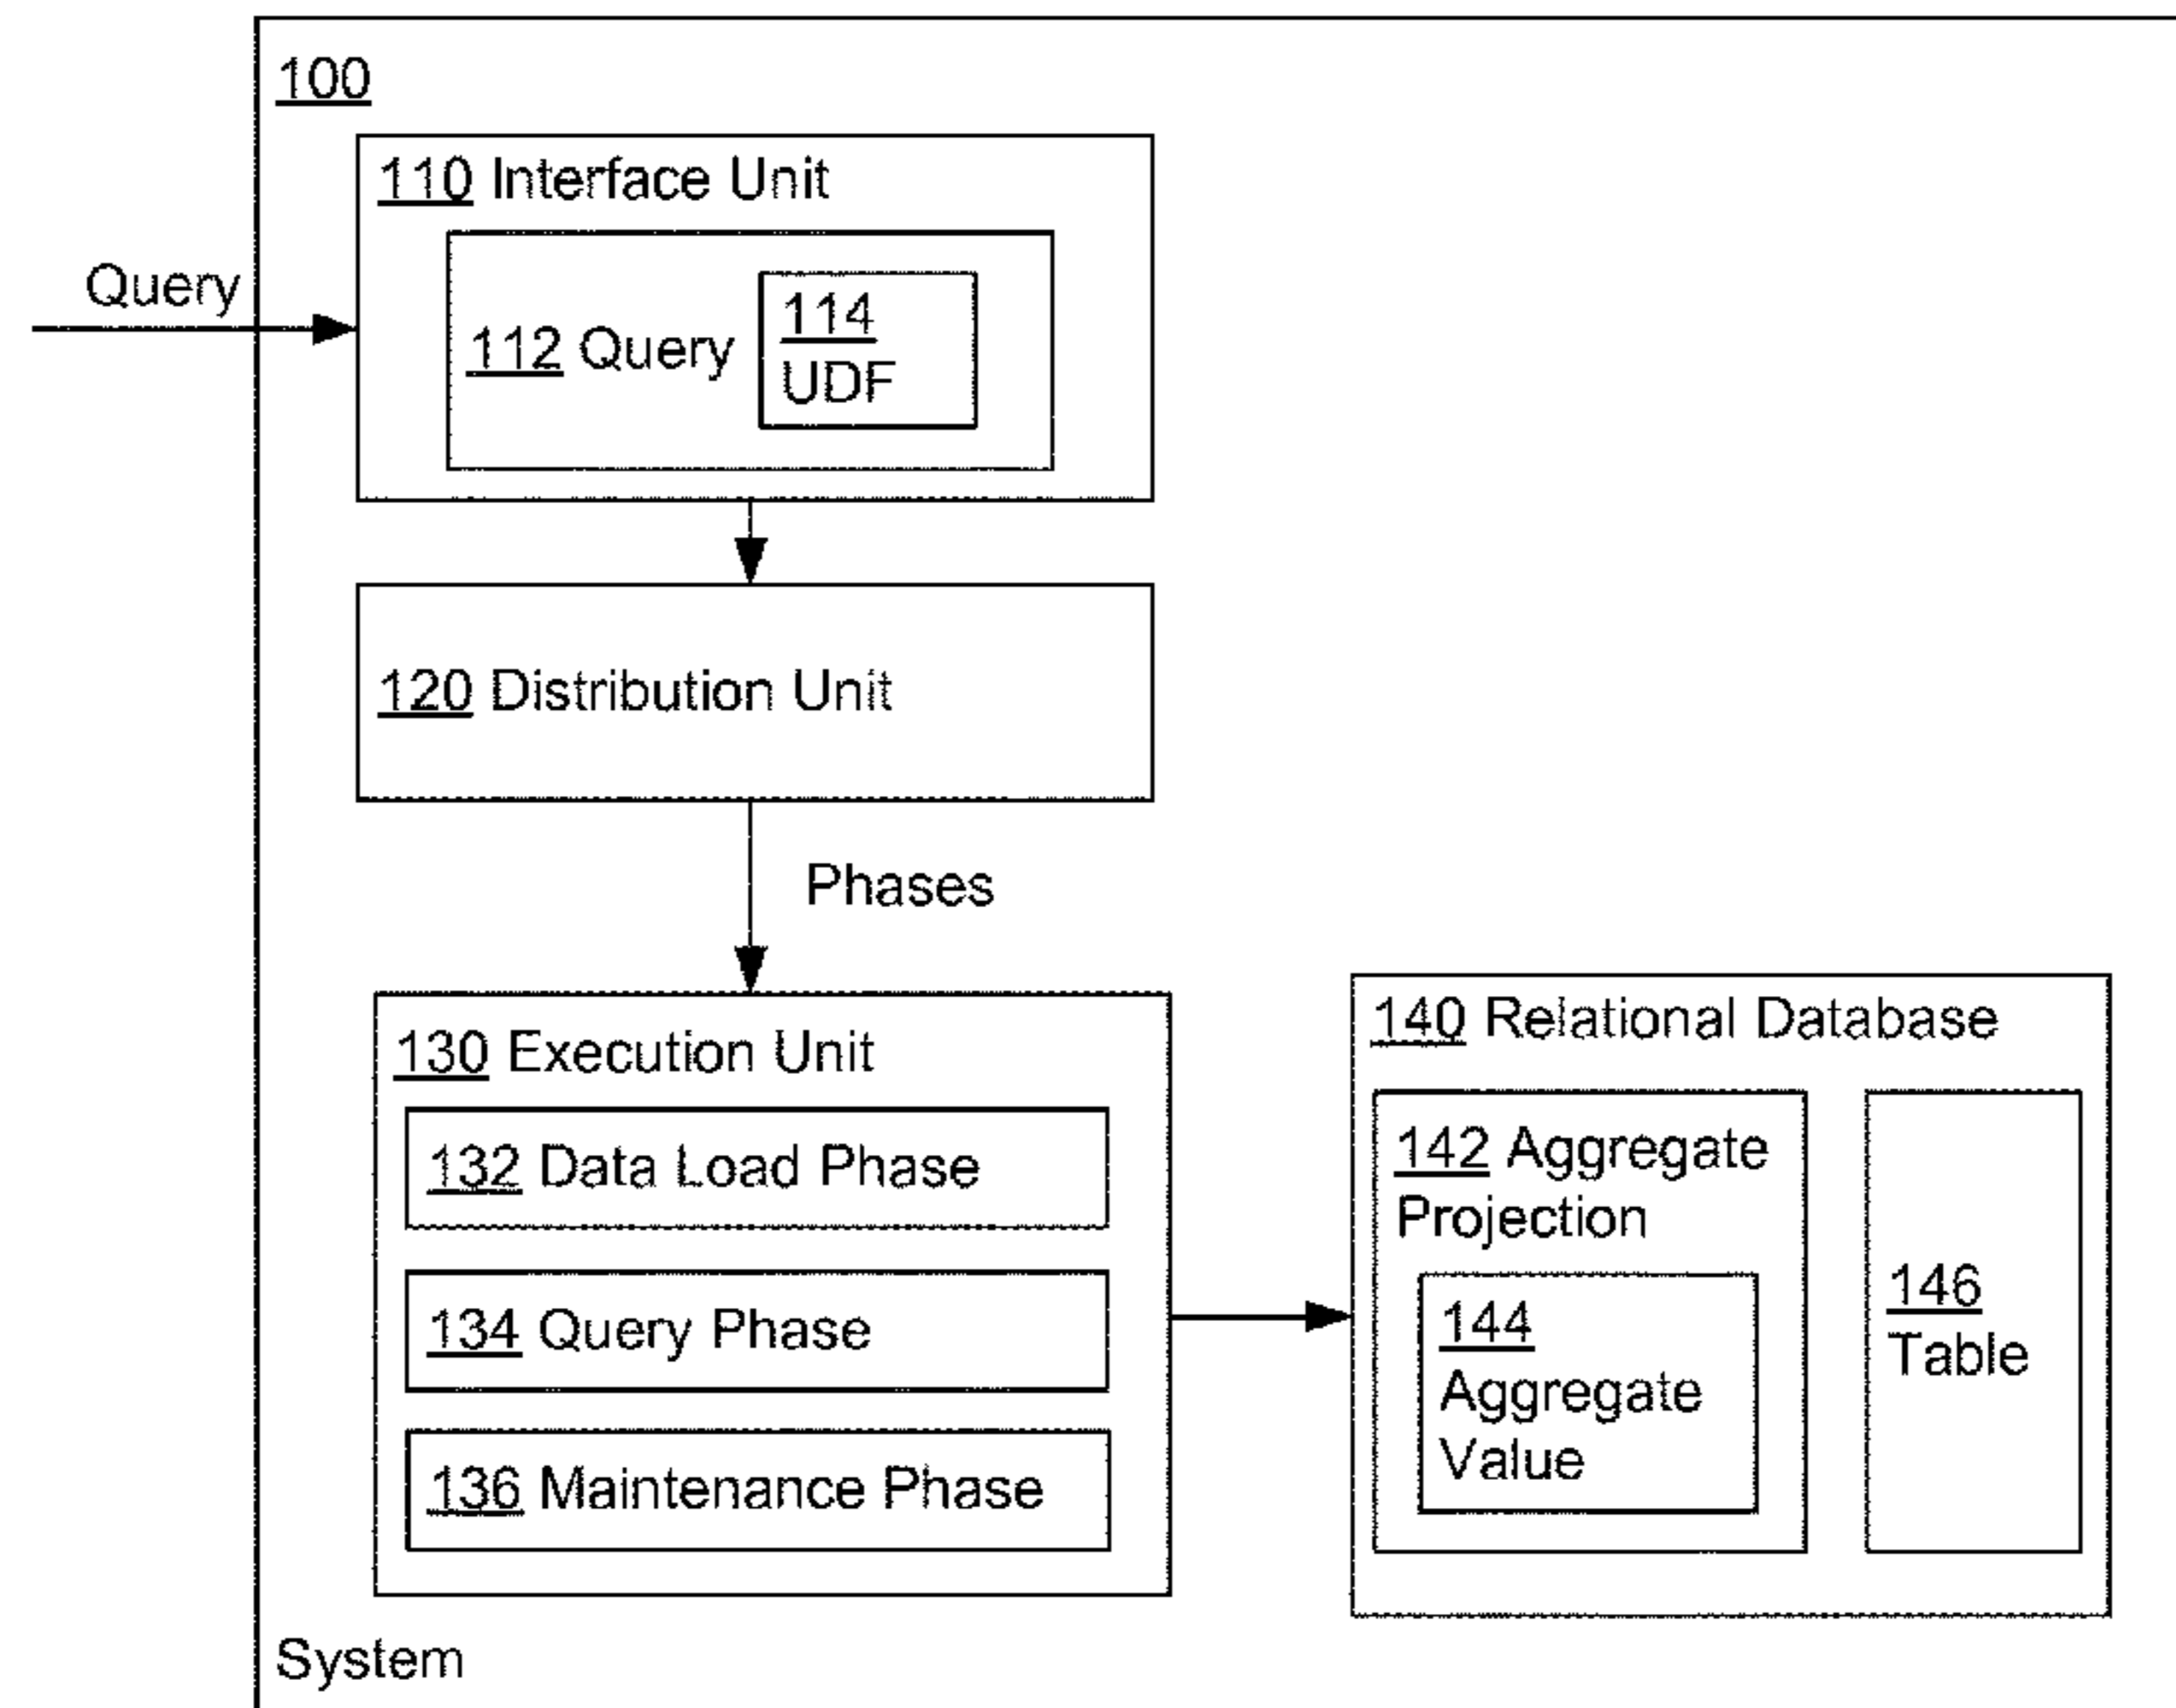 100
110 Interface Unit
Query
112 Query
114
UDF
120 Distribution Unit
Phases
130 Execution Unit
132 Data Load Phase
134 Query Phase
136 Maintenance Phase
140 Relational Database
142 Aggregate
Projection
144
Aggregate
Value
146
Table
System